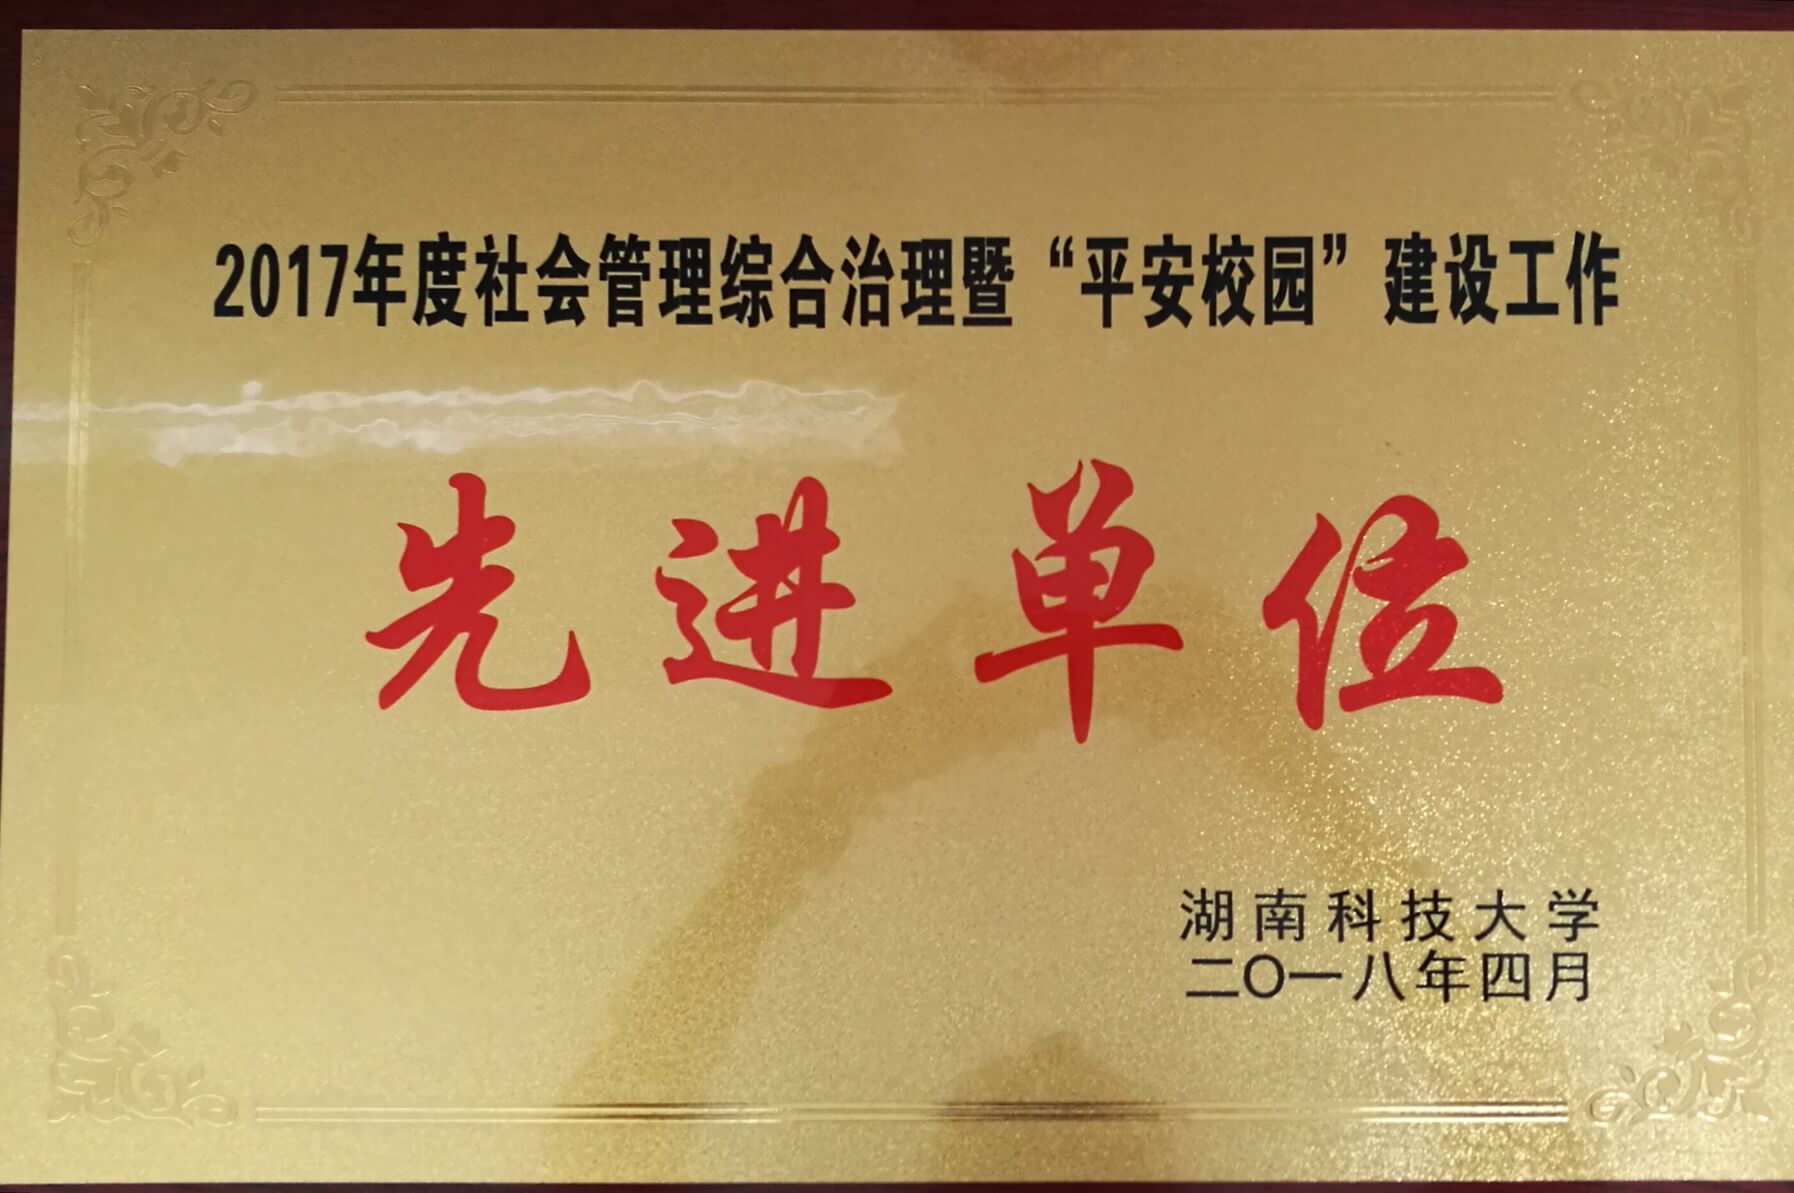 2017年度社会管理综合治理暨“平安校园”建设工作
先进单位
湖南科技大学
二〇一八年四月